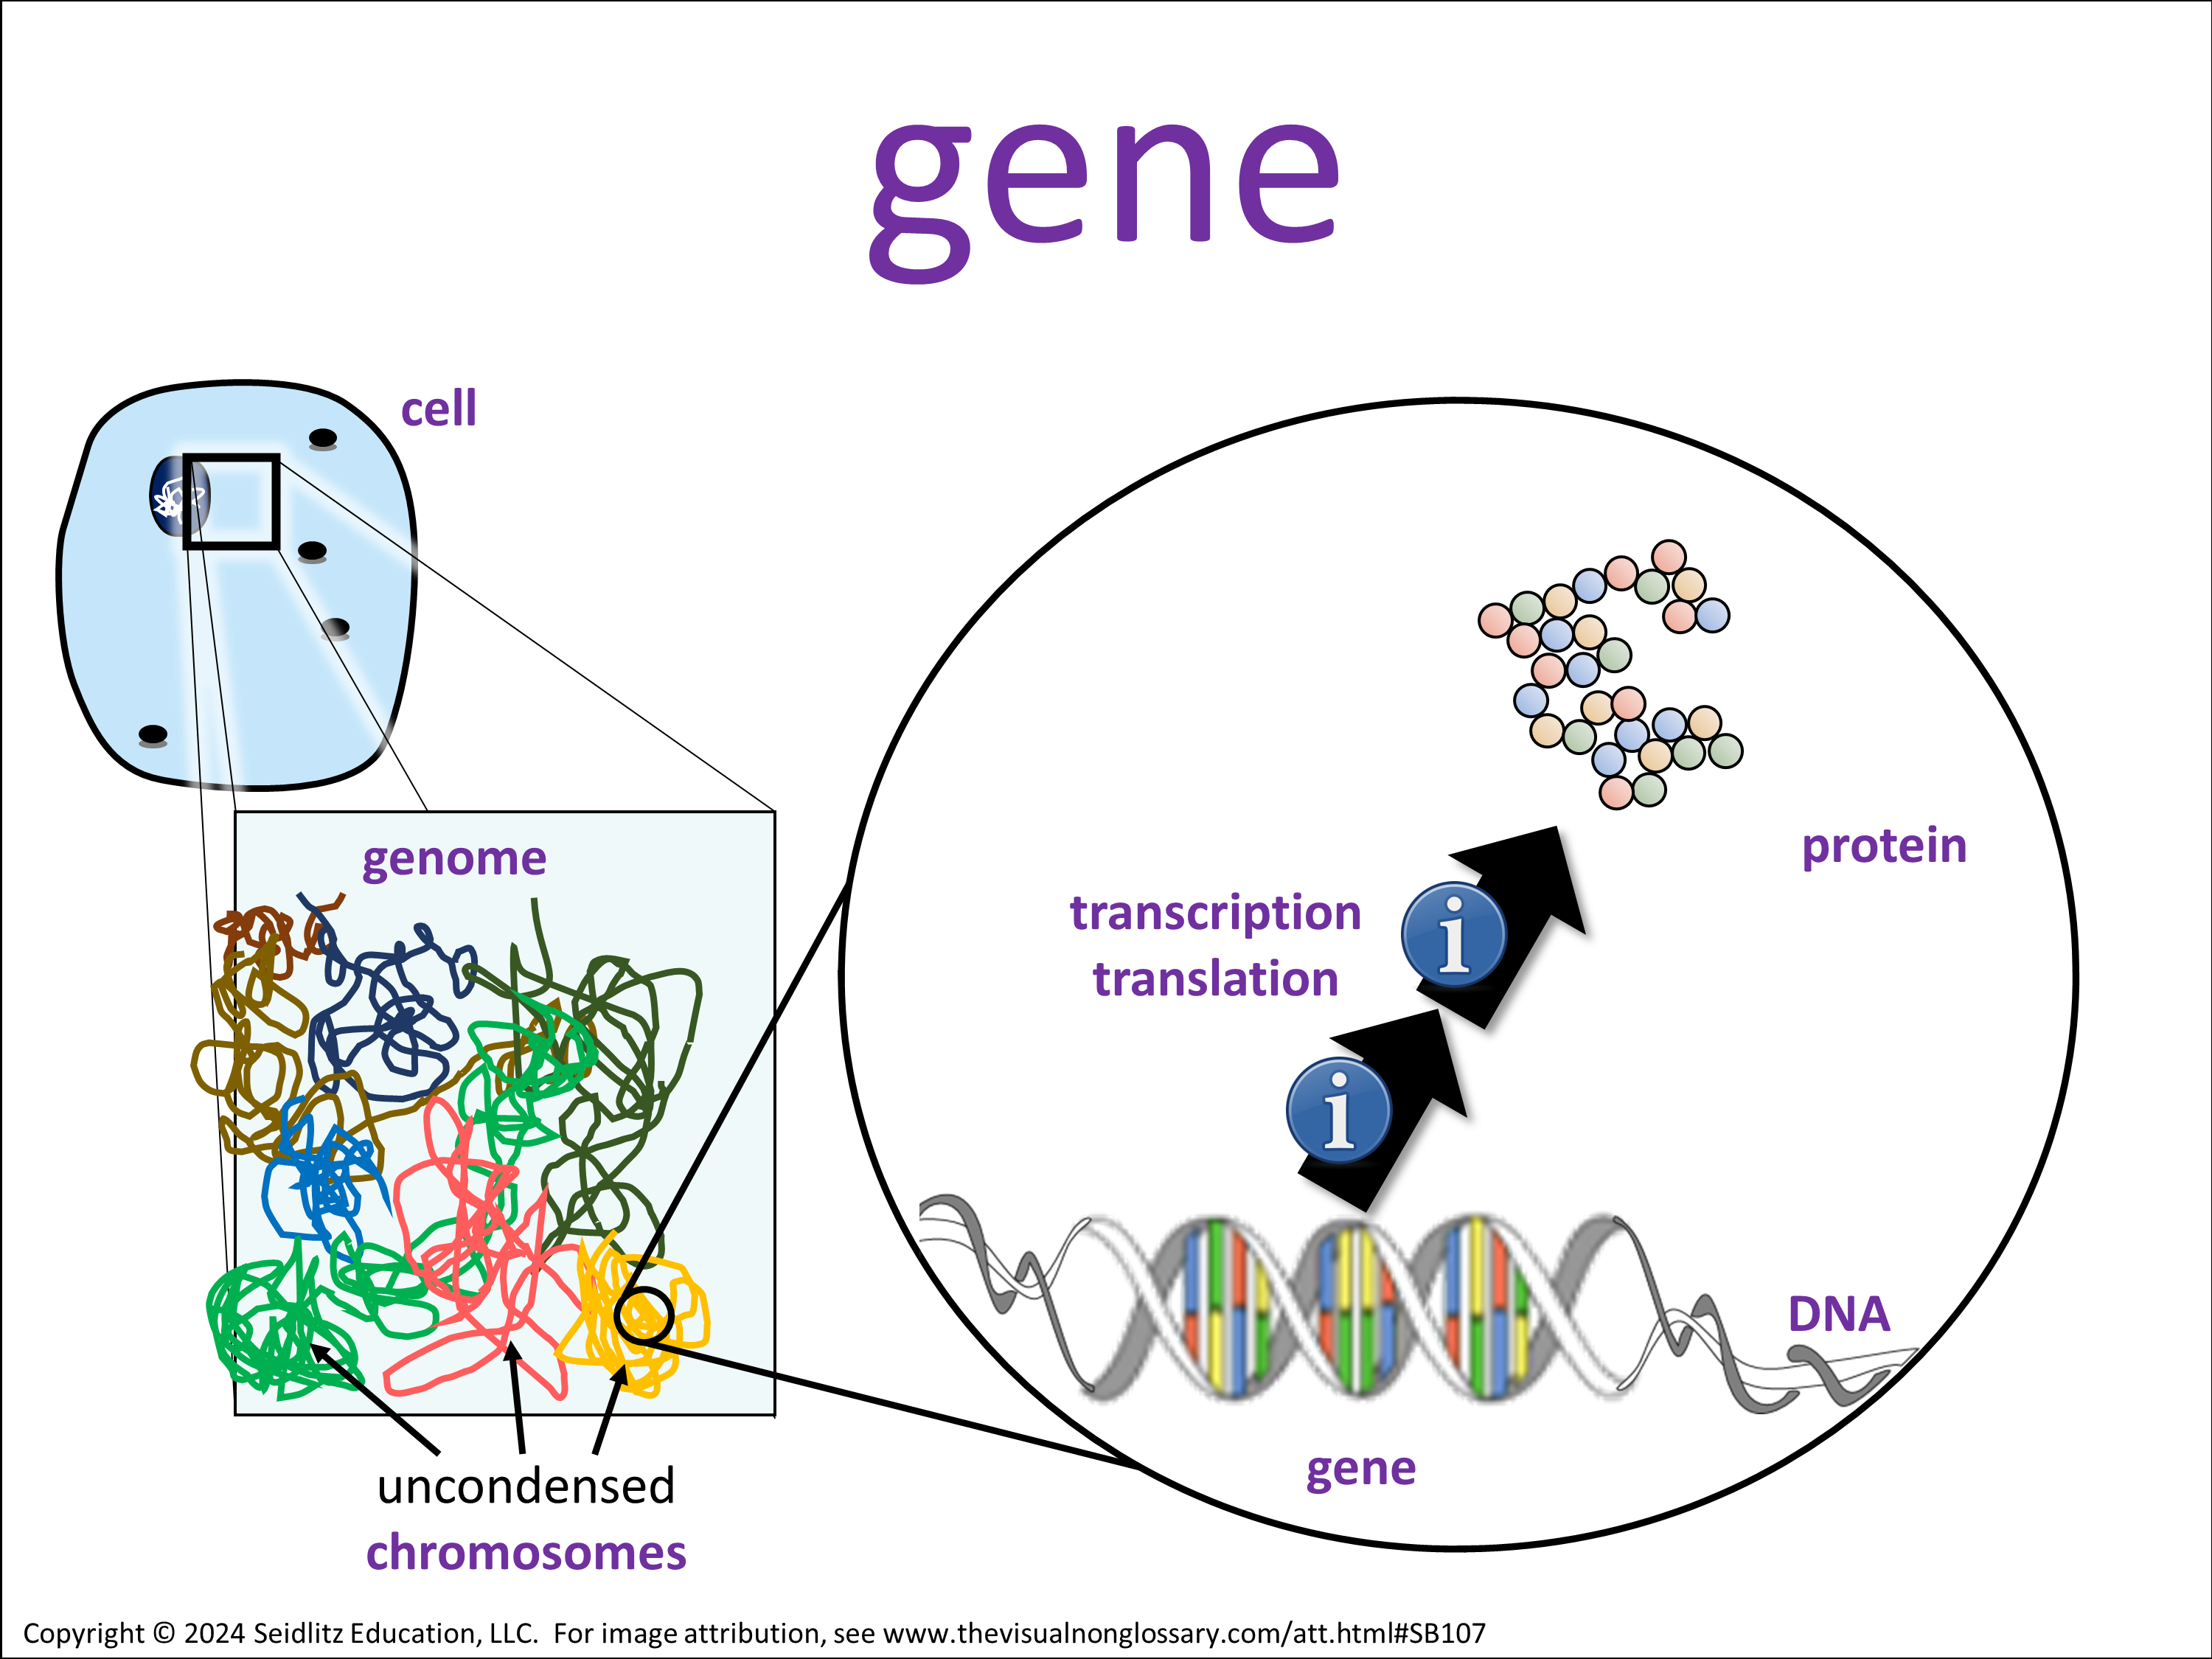 gene
cell
genome
transcription
translation
protein
DNA
gene
uncondensed
chromosomes
i
i
Copyright © 2024 Seidlitz Education, LLC.  For image attribution, see www.thevisualnonglossary.com/att.html#SB107